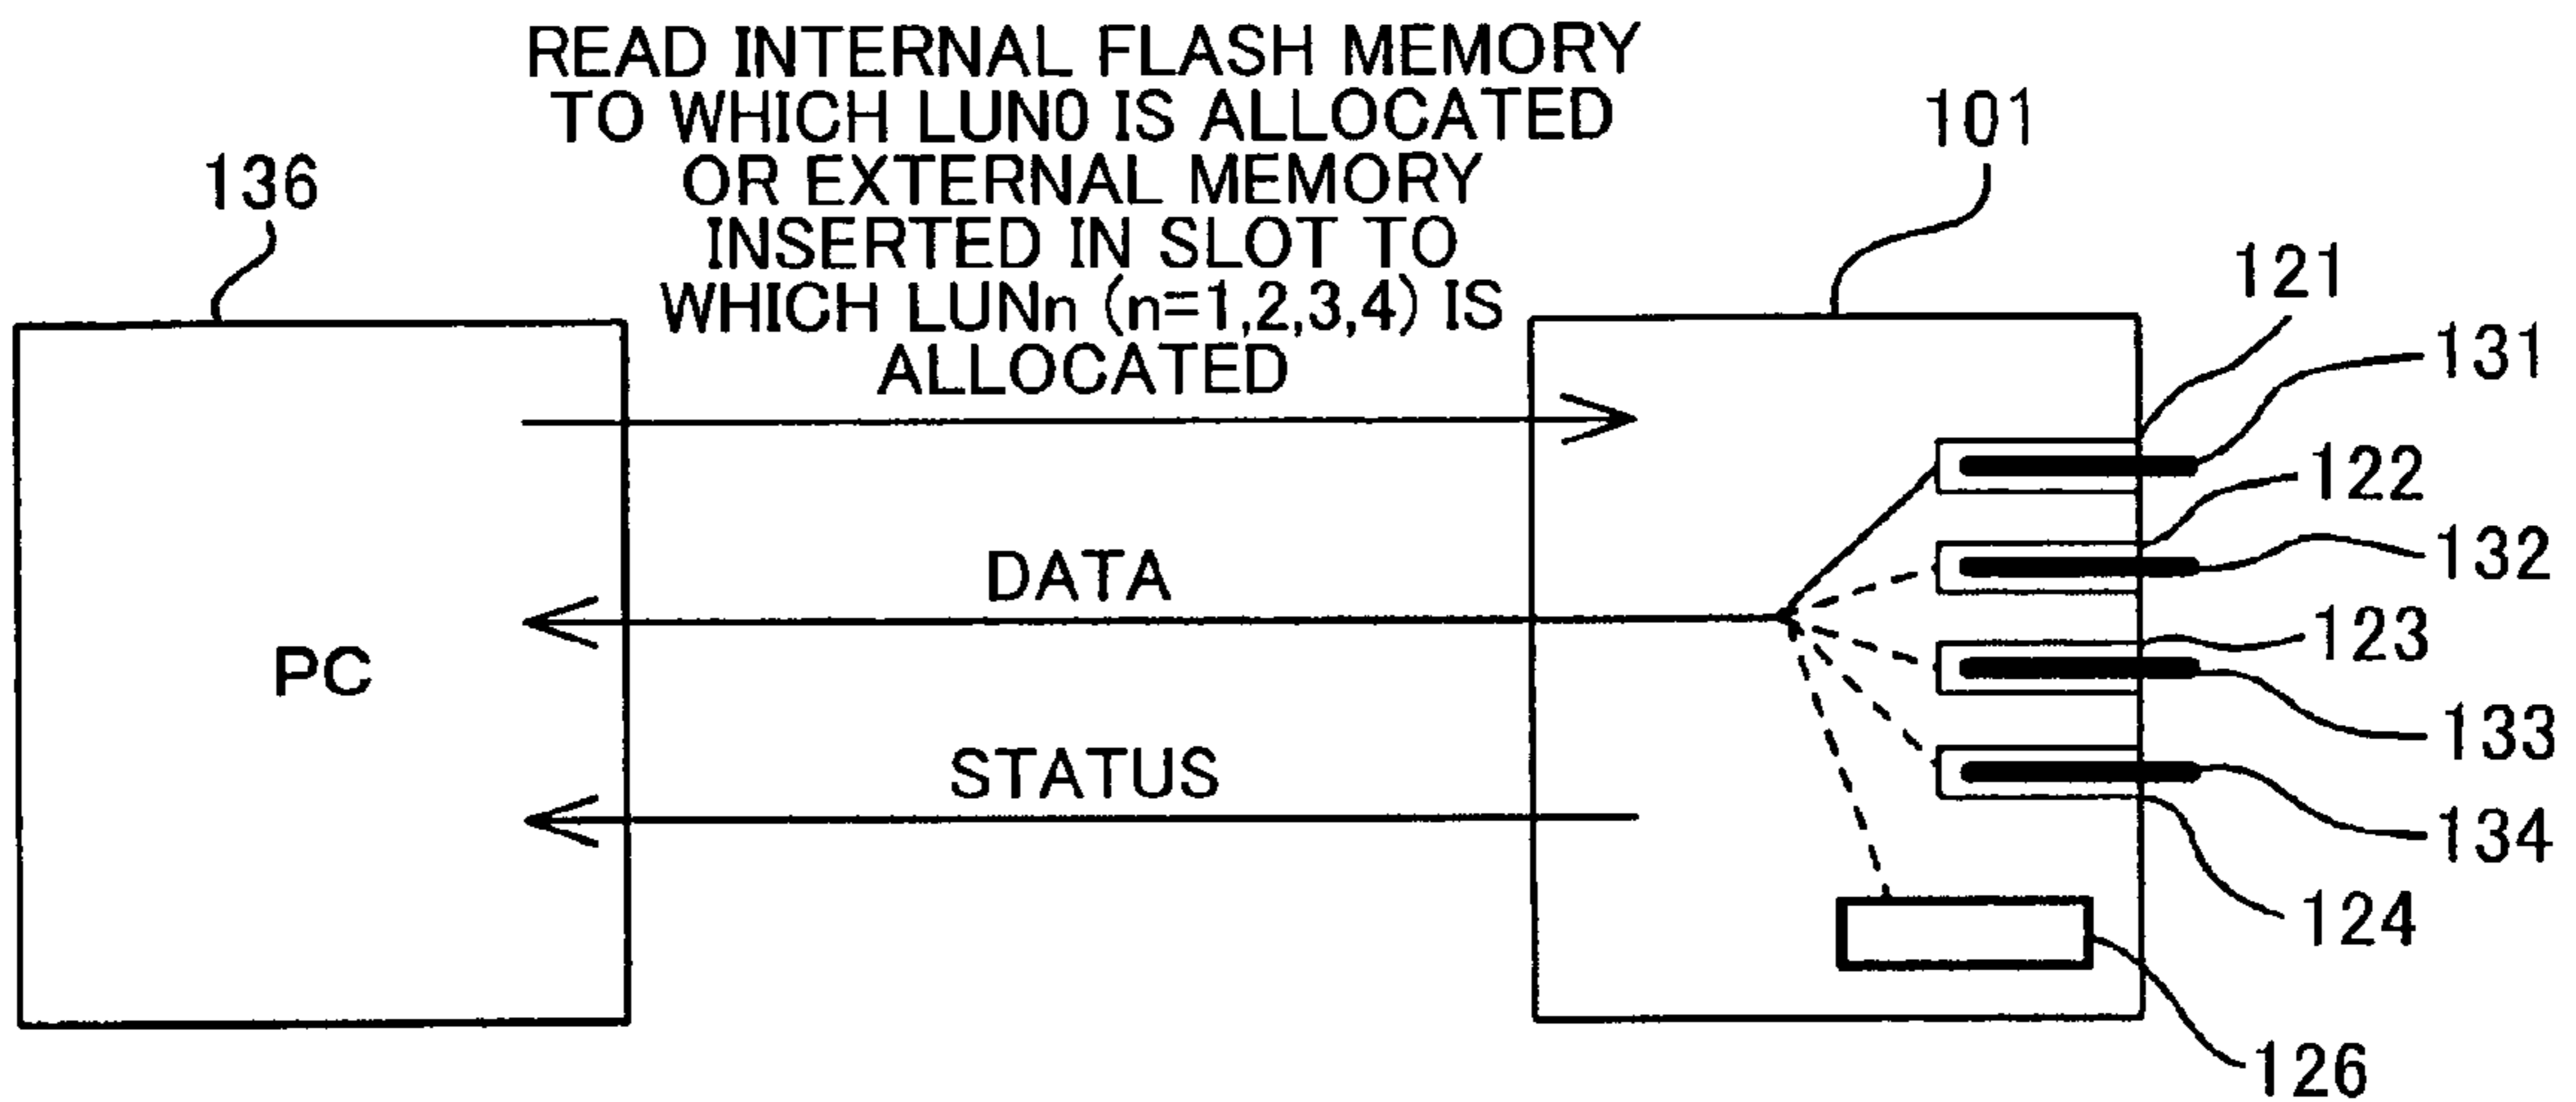 READ INTERNAL FLASH MEMORY
TO WHICH LUN0 IS ALLOCATED
OR EXTERNAL MEMORY
INSERTED IN SLOT TO
WHICH LUNn (n=1,2,3,4) IS
ALLOCATED
136
101
121
131
122
132
DATA
123
PC
133
STATUS
134
124
126